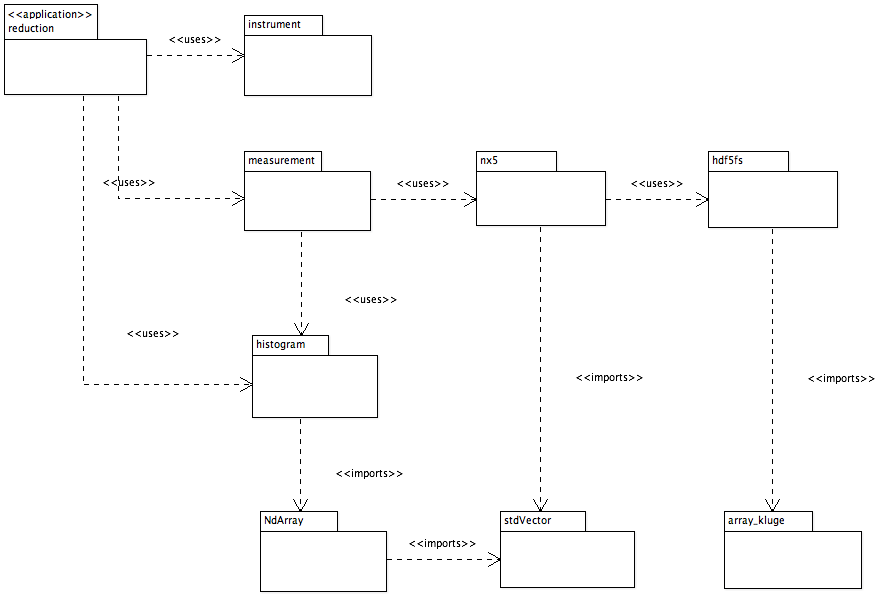 <<application>>
reduction
instrument
<<uses>>
measurement
nx5
hdf5fs
<<uses>>
<<uses>>
<<uses>>
<<uses>>
<<uses>>
histogram
<<imports>>
<<imports>>
<<imports>>
NdArray
stdVector
array_kluge
<<imports>>